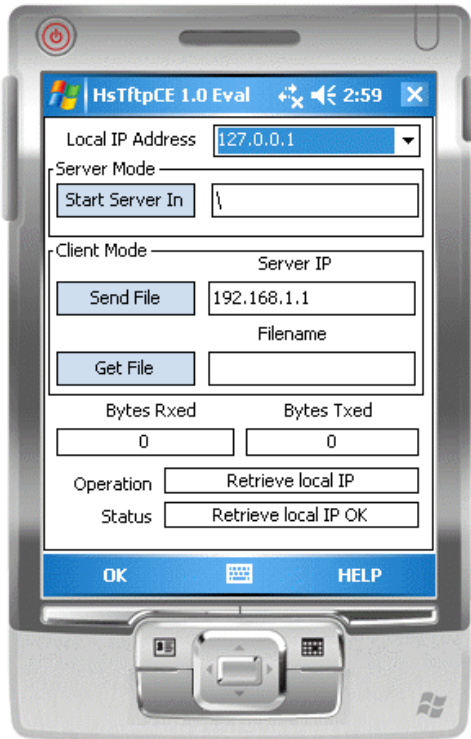 HsTftpCE 1.0 Eval 2:59
Local IP Address 127.0.0.1
Server Mode
Start Server In \
Client Mode
Server IP
Send File 192.168.1.1
Filename
Get File
Bytes Rxed Bytes Txed
0 0
Operation Retrieve local IP
Status Retrieve local IP OK
OK HELP